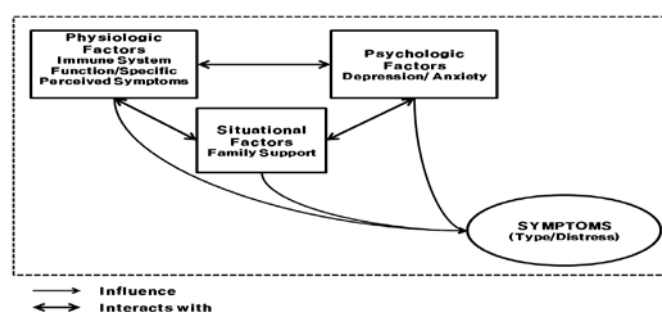 Physiologic
Factors
Immune System
Function/Specific
Perceived Symptoms
Psychologic
Factors
Depression/ Anxiety
Situational
Factors
Family Support
SYMPTOMS
(Type/Distress)
Influence
Interacts with